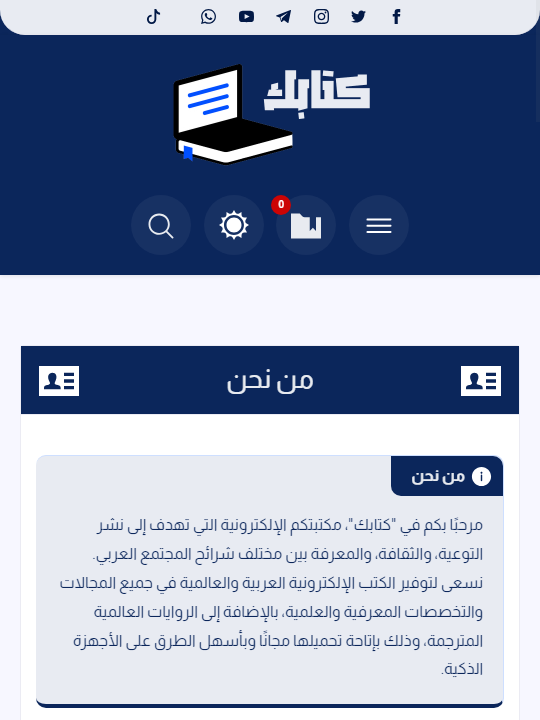 كتابك
0
من نحن
من نحن
مرحبًا بكم في "كتابك"، مكتبتكم الإلكترونية التي تهدف إلى نشر
التوعية، والثقافة، والمعرفة بين مختلف شرائح المجتمع العربي.
نسعى لتوفير الكتب الإلكترونية العربية والعالمية في جميع المجالات
والتخصصات المعرفية والعلمية، بالإضافة إلى الروايات العالمية
المترجمة، وذلك بإتاحة تحميلها مجانًا وبأسهل الطرق على الأجهزة
الذكية.